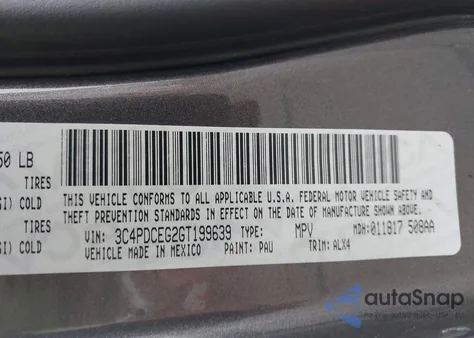 50 LB
TIRES
SI) COLD
TIRES
SI) COLD
THIS VEHICLE CONFORMS TO ALL APPLICABLE U.S.A. FEDERAL MOTOR VEHICLE SAFETY AND
THEFT PREVENTION STANDARDS IN EFFECT ON THE DATE OF MANUFACTURE SHOWN ABOVE.
VIN: 3C4PDCEG2GT199639 TYPE: MPV MDH: 011817 508AA
VEHICLE MADE IN MEXICO PAINT: PAU TRIM: ALX4
autoSnap